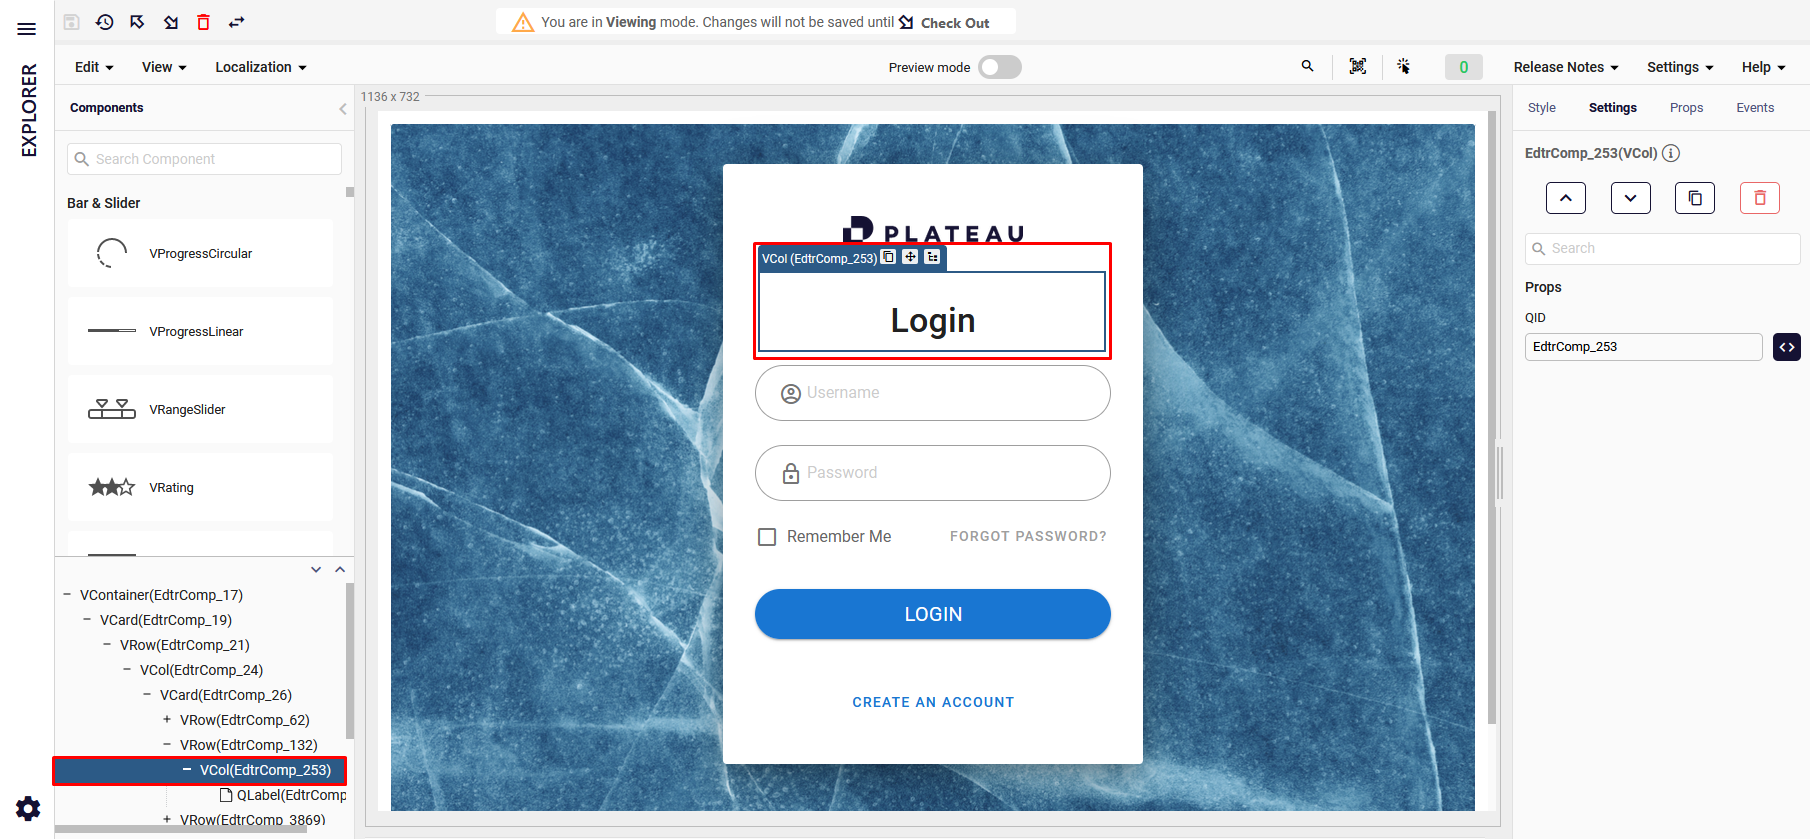 You are in Viewing mode. Changes will not be saved until Check Out
EXPLORER
Edit View Localization
Preview mode
0
Release Notes Settings Help
Components
1136 x 732
Style Settings Props Events
Search Component
EdtrComp_253(VCol)
Bar & Slider
VProgressCircular
VProgressLinear
VRangeSlider
VRating
Search
Props
QID
EdtrComp_253
PLATEAU
VCol (EdtrComp_253)
Login
Username
Password
Remember Me
FORGOT PASSWORD?
LOGIN
CREATE AN ACCOUNT
VContainer(EdtrComp_17)
VCard(EdtrComp_19)
VRow(EdtrComp_21)
VCol(EdtrComp_24)
VCard(EdtrComp_26)
VRow(EdtrComp_62)
VRow(EdtrComp_132)
VCol(EdtrComp_253)
QLabel(EdtrComp
VRow(EdtrComp_3869)